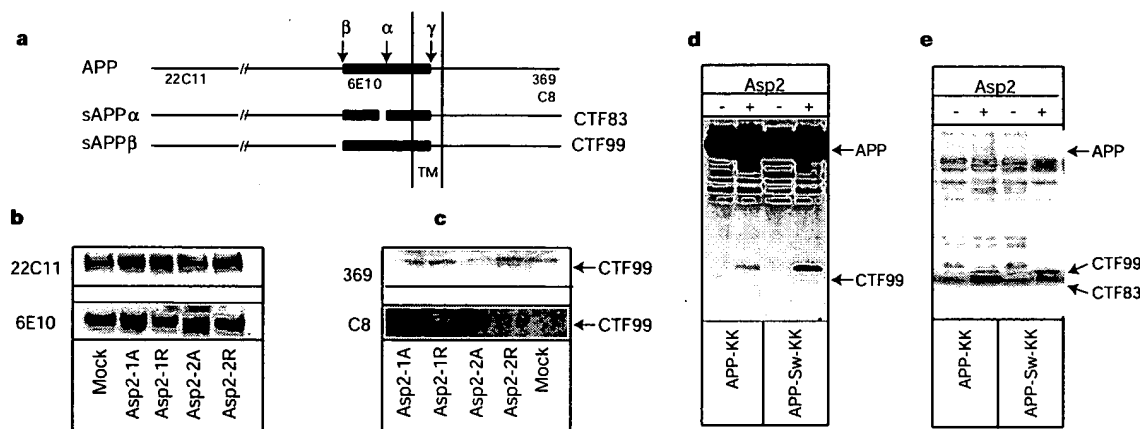 a
β α γ
APP
22C11
6E10
369
C8
sAPPα
CTF83
sAPPβ
CTF99
TM
b
22C11
6E10
Mock
Asp2-1A
Asp2-1R
Asp2-2A
Asp2-2R
c
369
CTF99
C8
CTF99
Asp2-1A
Asp2-1R
Asp2-2A
Asp2-2R
Mock
d
Asp2
- + - +
APP
CTF99
APP-KK
APP-Sw-KK
e
Asp2
- + - +
APP
CTF99
CTF83
APP-KK
APP-Sw-KK